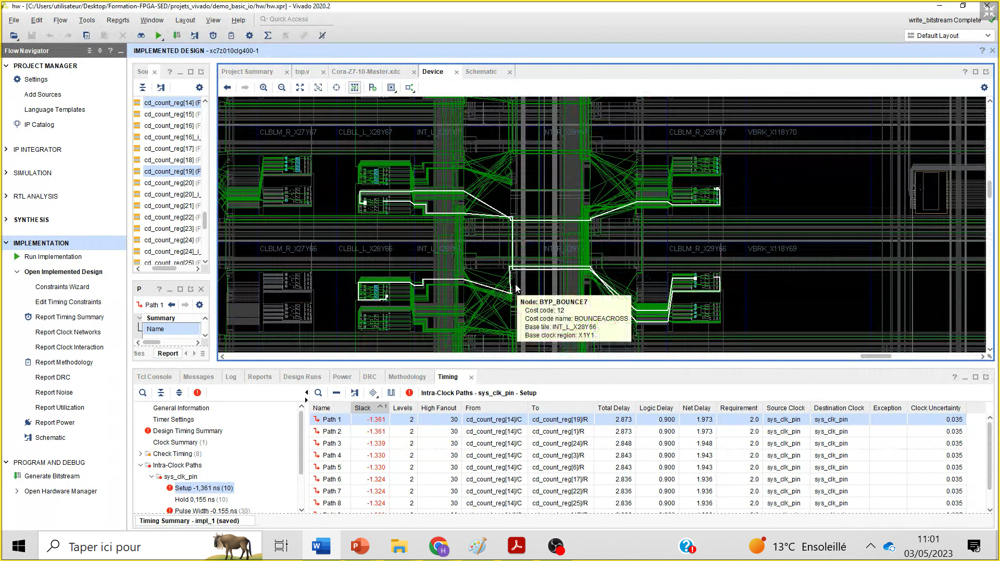 hw - [C:/Users/utilisateur/Desktop/Formation-FPGA-SED/projets_vivado/demo_basic_io/hw/hw.xpr] - Vivado 2020.2
File Edit Flow Tools Reports Window Layout View Help Quick Access
write_bitstream Complete
Default Layout
Flow Navigator
IMPLEMENTED DESIGN - xc7z010clg400-1
PROJECT MANAGER
Settings
Add Sources
Language Templates
IP Catalog
IP INTEGRATOR
SIMULATION
RTL ANALYSIS
SYNTHESIS
IMPLEMENTATION
Run Implementation
Open Implemented Design
Constraints Wizard
Edit Timing Constraints
Report Timing Summary
Report Clock Networks
Report Clock Interaction
Report Methodology
Report DRC
Report Noise
Report Utilization
Report Power
Schematic
PROGRAM AND DEBUG
Generate Bitstream
Open Hardware Manager
Sou
cd_count_reg[14] (F
cd_count_reg[15] (F
cd_count_reg[16] (F
cd_count_reg[16]_i_
cd_count_reg[17] (F
cd_count_reg[18] (F
cd_count_reg[19] (F
cd_count_reg[20] (F
cd_count_reg[20]_i_
cd_count_reg[21] (F
cd_count_reg[22] (F
cd_count_reg[23] (F
cd_count_reg[24] (F
cd_count_reg[24]_i_
cd_count_reg[25] (F
P
Path 1
Summary
Name
ties Report
Project Summary top.v Cora-Z7-10-Master.xdc Device Schematic
CLBLM_R_X27Y67 CLBLL_L_X28Y67 CLBLM_R_X29Y67 VBRK_X118Y70
CLBLM_R_X27Y66 CLBLL_L_X28Y66 CLBLM_R_X29Y66 VBRK_X118Y69
Node: BYP_BOUNCE7
Cost code: 12
Cost code name: BOUNCEACROSS
Base tile: INT_L_X28Y66
Base clock region: X1Y1
Tcl Console Messages Log Reports Design Runs Power DRC Methodology Timing
Intra-Clock Paths - sys_clk_pin - Setup
General Information
Timer Settings
Design Timing Summary
Clock Summary (1)
Check Timing (8)
Intra-Clock Paths
sys_clk_pin
Setup -1,361 ns (10)
Hold 0,155 ns (10)
Pulse Width -0,155 ns (30)
Timing Summary - impl_1 (saved)
Name Slack 1 Levels High Fanout From To Total Delay Logic Delay Net Delay Requirement Source Clock Destination Clock Exception Clock Uncertainty
Path 1 -1.361 2 30 cd_count_reg[14]/C cd_count_reg[19]/R 2.873 0.900 1.973 2.0 sys_clk_pin sys_clk_pin 0.035
Path 2 -1.361 2 30 cd_count_reg[14]/C cd_count_reg[1]/R 2.873 0.900 1.973 2.0 sys_clk_pin sys_clk_pin 0.035
Path 3 -1.339 2 30 cd_count_reg[14]/C cd_count_reg[24]/R 2.848 0.900 1.948 2.0 sys_clk_pin sys_clk_pin 0.035
Path 4 -1.330 2 30 cd_count_reg[14]/C cd_count_reg[3]/R 2.843 0.900 1.943 2.0 sys_clk_pin sys_clk_pin 0.035
Path 5 -1.330 2 30 cd_count_reg[14]/C cd_count_reg[6]/R 2.843 0.900 1.943 2.0 sys_clk_pin sys_clk_pin 0.035
Path 6 -1.324 2 30 cd_count_reg[14]/C cd_count_reg[17]/R 2.836 0.900 1.936 2.0 sys_clk_pin sys_clk_pin 0.035
Path 7 -1.324 2 30 cd_count_reg[14]/C cd_count_reg[22]/R 2.836 0.900 1.936 2.0 sys_clk_pin sys_clk_pin 0.035
Path 8 -1.324 2 30 cd_count_reg[14]/C cd_count_reg[25]/R 2.836 0.900 1.936 2.0 sys_clk_pin sys_clk_pin 0.035
Taper ici pour
13°C Ensoleillé
11:01
03/05/2023